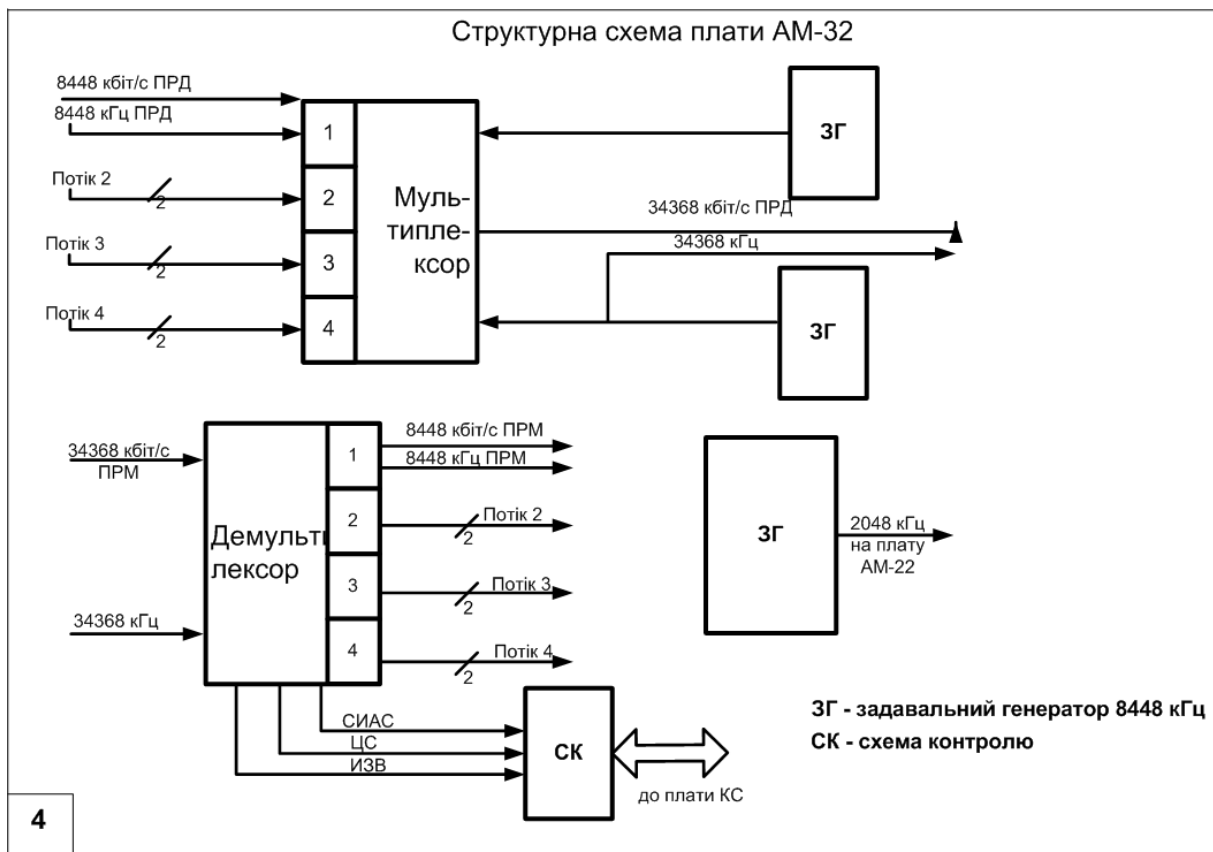 Структурна схема плати АМ-32
8448 кбіт/с ПРД
8448 кГц ПРД
Потік 2
2
Потік 3
2
Потік 4
2
1
2
3
4
Муль-
типле-
ксор
ЗГ
34368 кбіт/с ПРД
34368 кГц
ЗГ
34368 кбіт/с
ПРМ
34368 кГц
Демульти
лексор
1
2
3
4
8448 кбіт/с ПРМ
8448 кГц ПРМ
Потік 2
2
Потік 3
2
Потік 4
2
ЗГ
2048 кГц
на плату
АМ-22
СИАС
ЦС
ИЗВ
СК
до плати КС
ЗГ - задавальний генератор 8448 кГц
СК - схема контролю
4